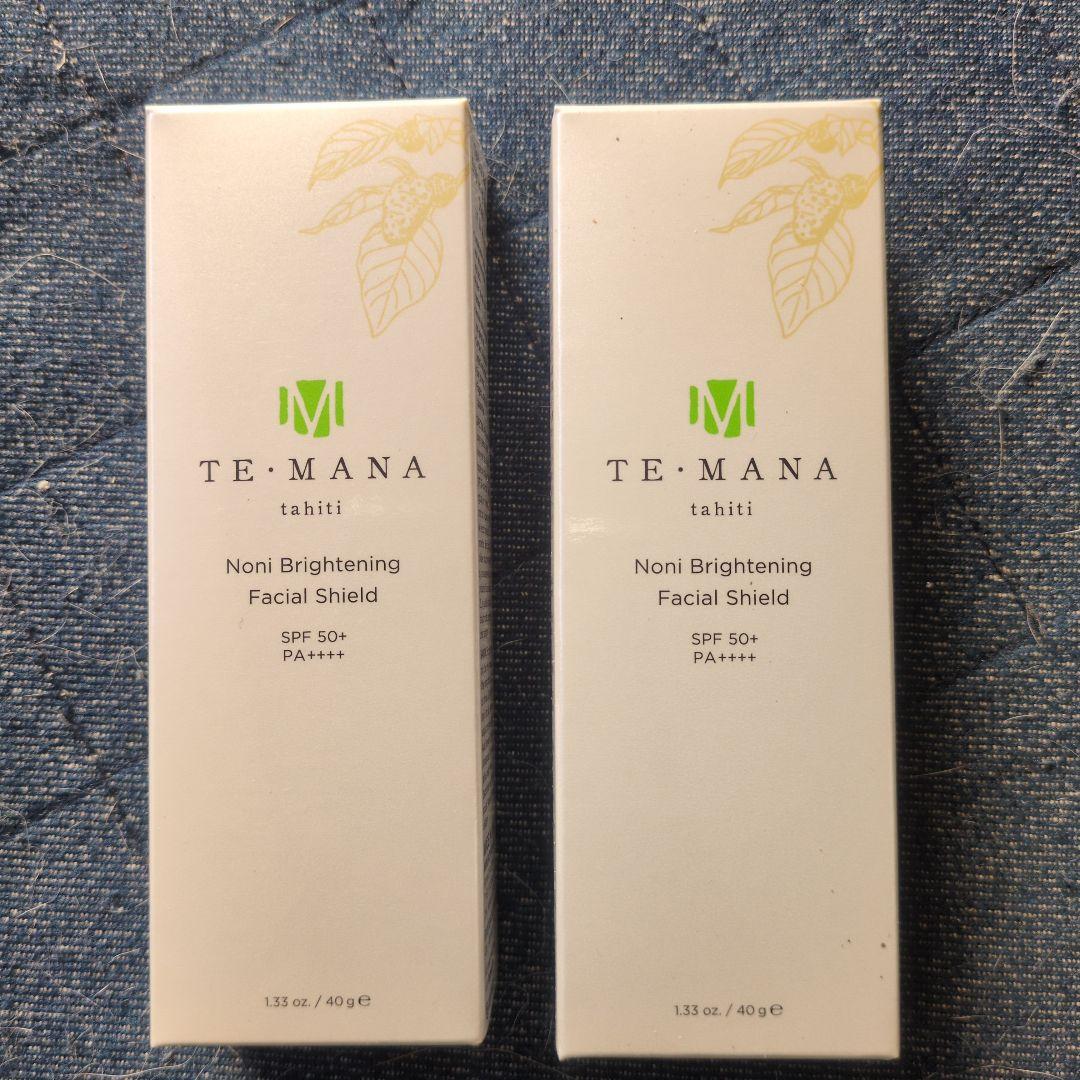 TE·MANA
tahiti
Noni Brightening
Facial Shield
SPF 50+
PA++++
1.33 oz. / 40 g ℮
TE·MANA
tahiti
Noni Brightening
Facial Shield
SPF 50+
PA++++
1.33 oz. / 40 g ℮